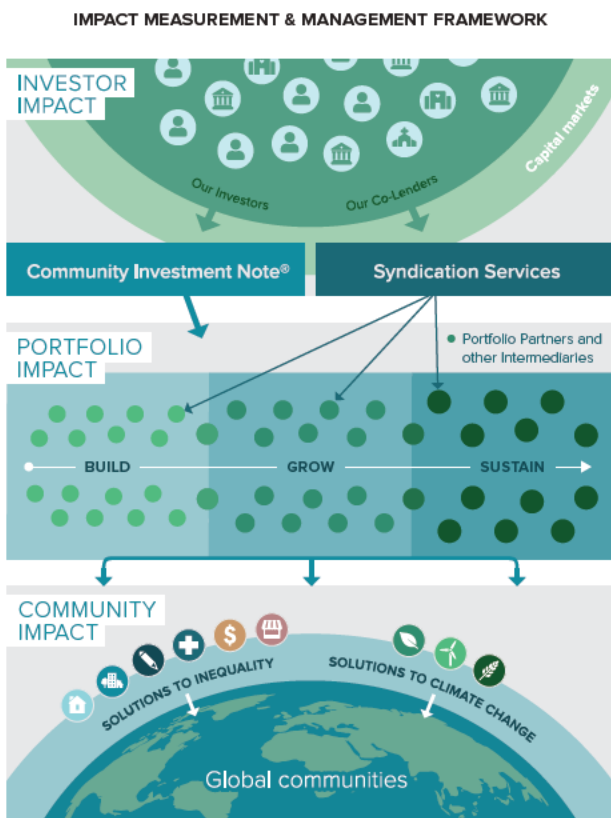 IMPACT MEASUREMENT & MANAGEMENT FRAMEWORK
INVESTOR
IMPACT
Capital markets
Our Investors
Our Co-Lenders
Community Investment Note®
Syndication Services
PORTFOLIO
IMPACT
Portfolio Partners and
other Intermediaries
BUILD
GROW
SUSTAIN
COMMUNITY
IMPACT
$
SOLUTIONS TO INEQUALITY
SOLUTIONS TO CLIMATE CHANGE
Global communities